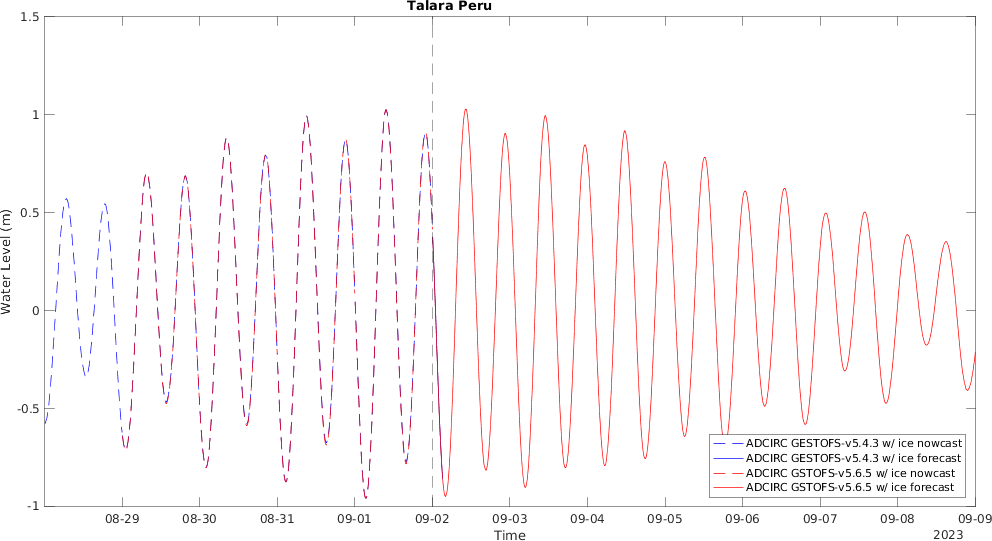 Talara Peru
1.5
1
0.5
0
-0.5
-1
Water Level (m)
ADCIRC GESTOFS-v5.4.3 w/ ice nowcast
ADCIRC GESTOFS-v5.4.3 w/ ice forecast
ADCIRC GSTOFS-v5.6.5 w/ ice nowcast
ADCIRC GSTOFS-v5.6.5 w/ ice forecast
08-29 08-30 08-31 09-01 09-02 09-03 09-04 09-05 09-06 09-07 09-08 09-09
Time
2023